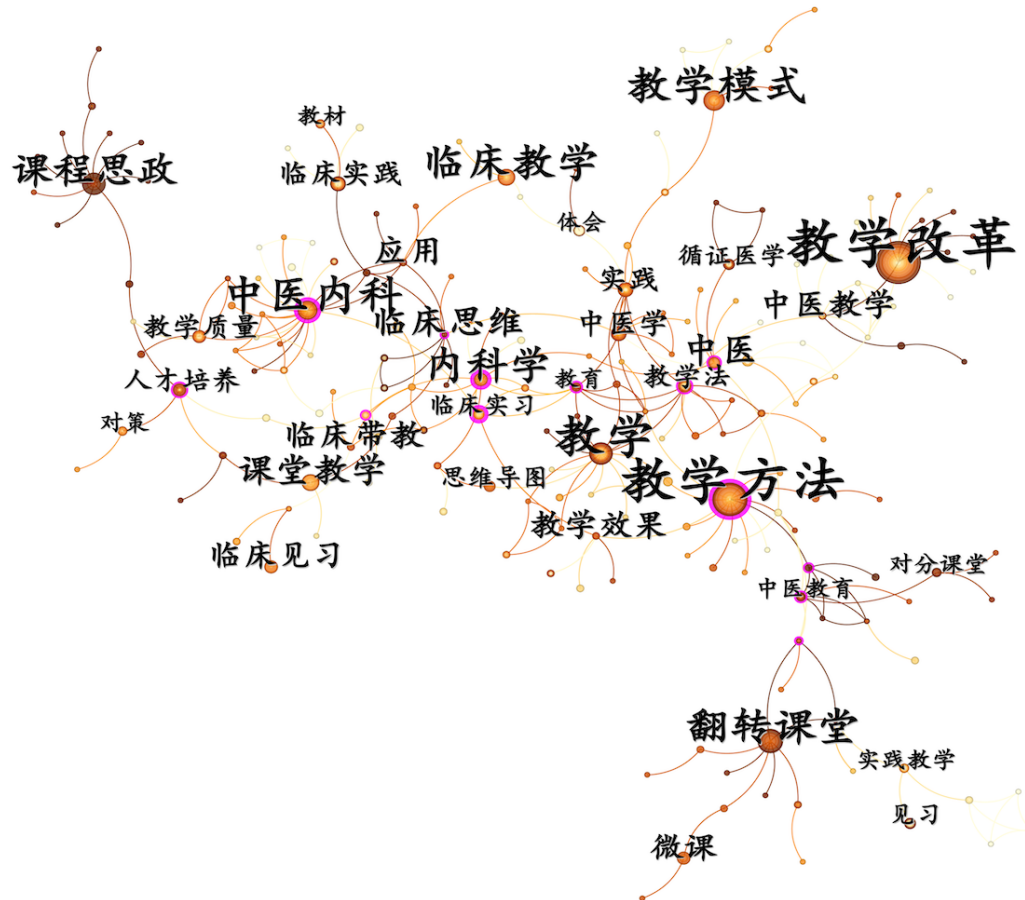 教学模式
教材
课程思政
临床实践
临床教学
体会
应用
循证医学
教学改革
中医内科
实践
中医教学
教学质量
临床思维
中医学
中医
人才培养
内科学
教育
教学法
对策
临床带教
临床实习
教学
课堂教学
思维导图
教学方法
临床见习
教学效果
对分课堂
中医教育
翻转课堂
实践教学
见习
微课